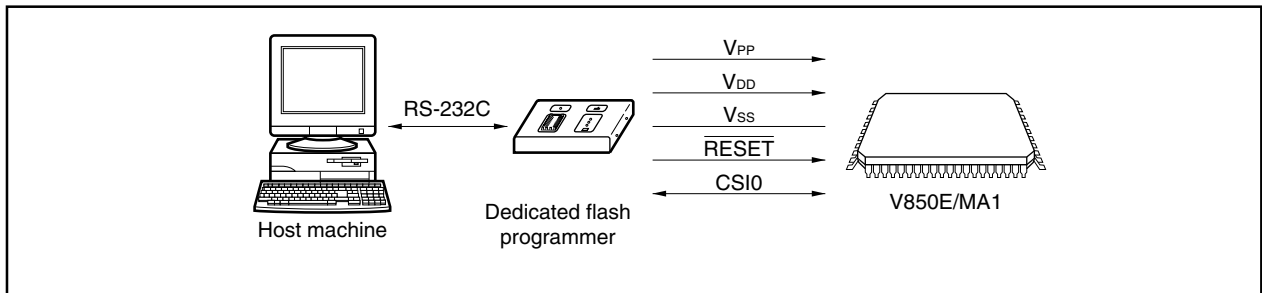 RS-232C
Host machine
Dedicated flash
programmer
VPP
VDD
VSS
RESET
CSI0
V850E/MA1